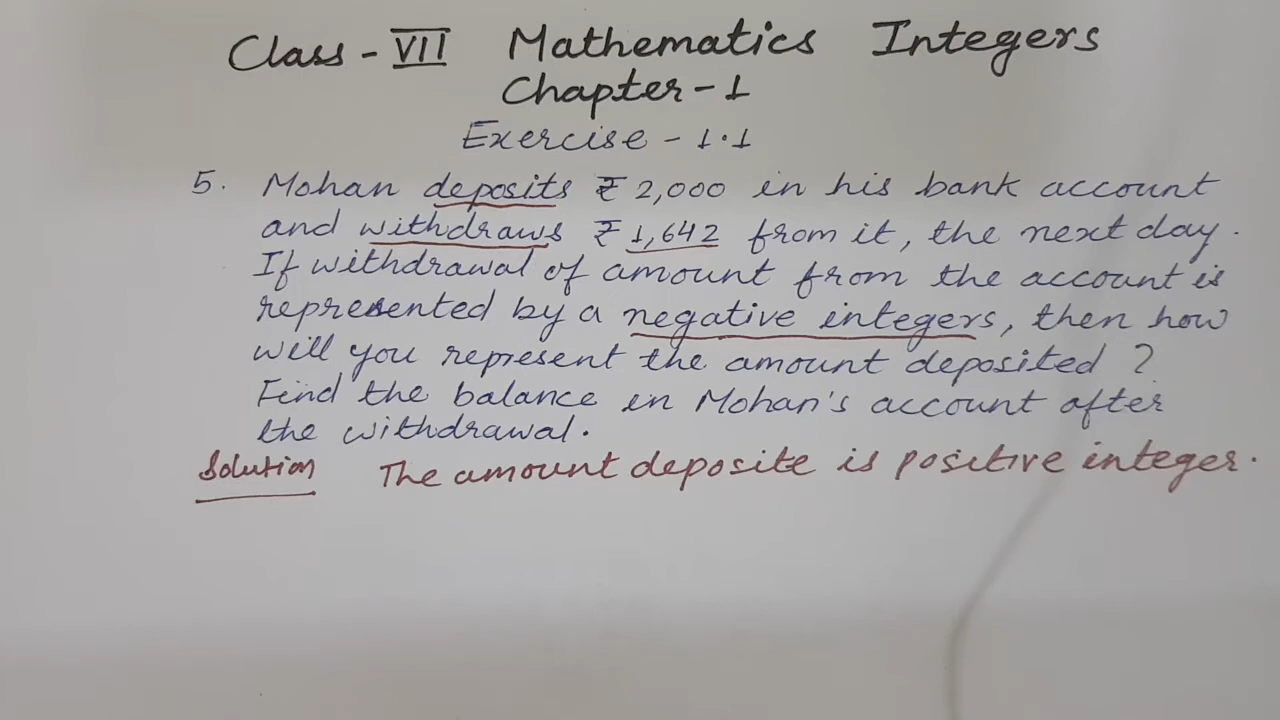 Class - VII Mathematics Integers
Chapter - 1
Exercise - 1.1
5. Mohan deposits ₹ 2,000 in his bank account
and withdraws ₹ 1,642 from it, the next day.
If withdrawal of amount from the account is
represented by a negative integers, then how
will you represent the amount deposited ?
Find the balance in Mohan's account after
the withdrawal.
Solution The amount deposite is positive integer.